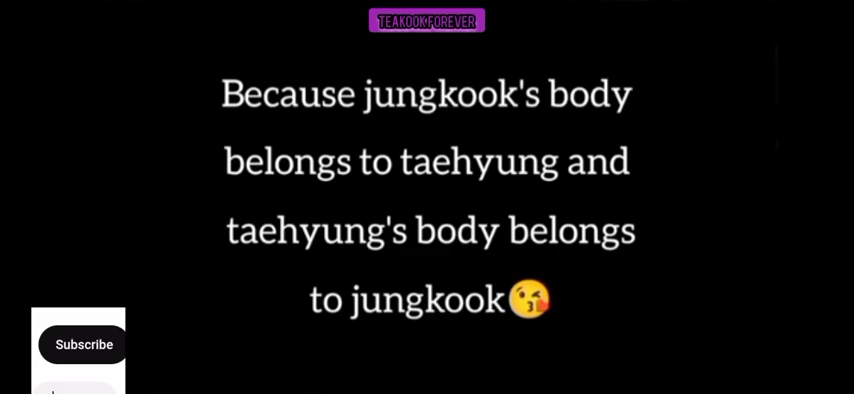 TEAKOOK FOREVER
Because jungkook's body
belongs to taehyung and
taehyung's body belongs
to jungkook😘
Subscribe